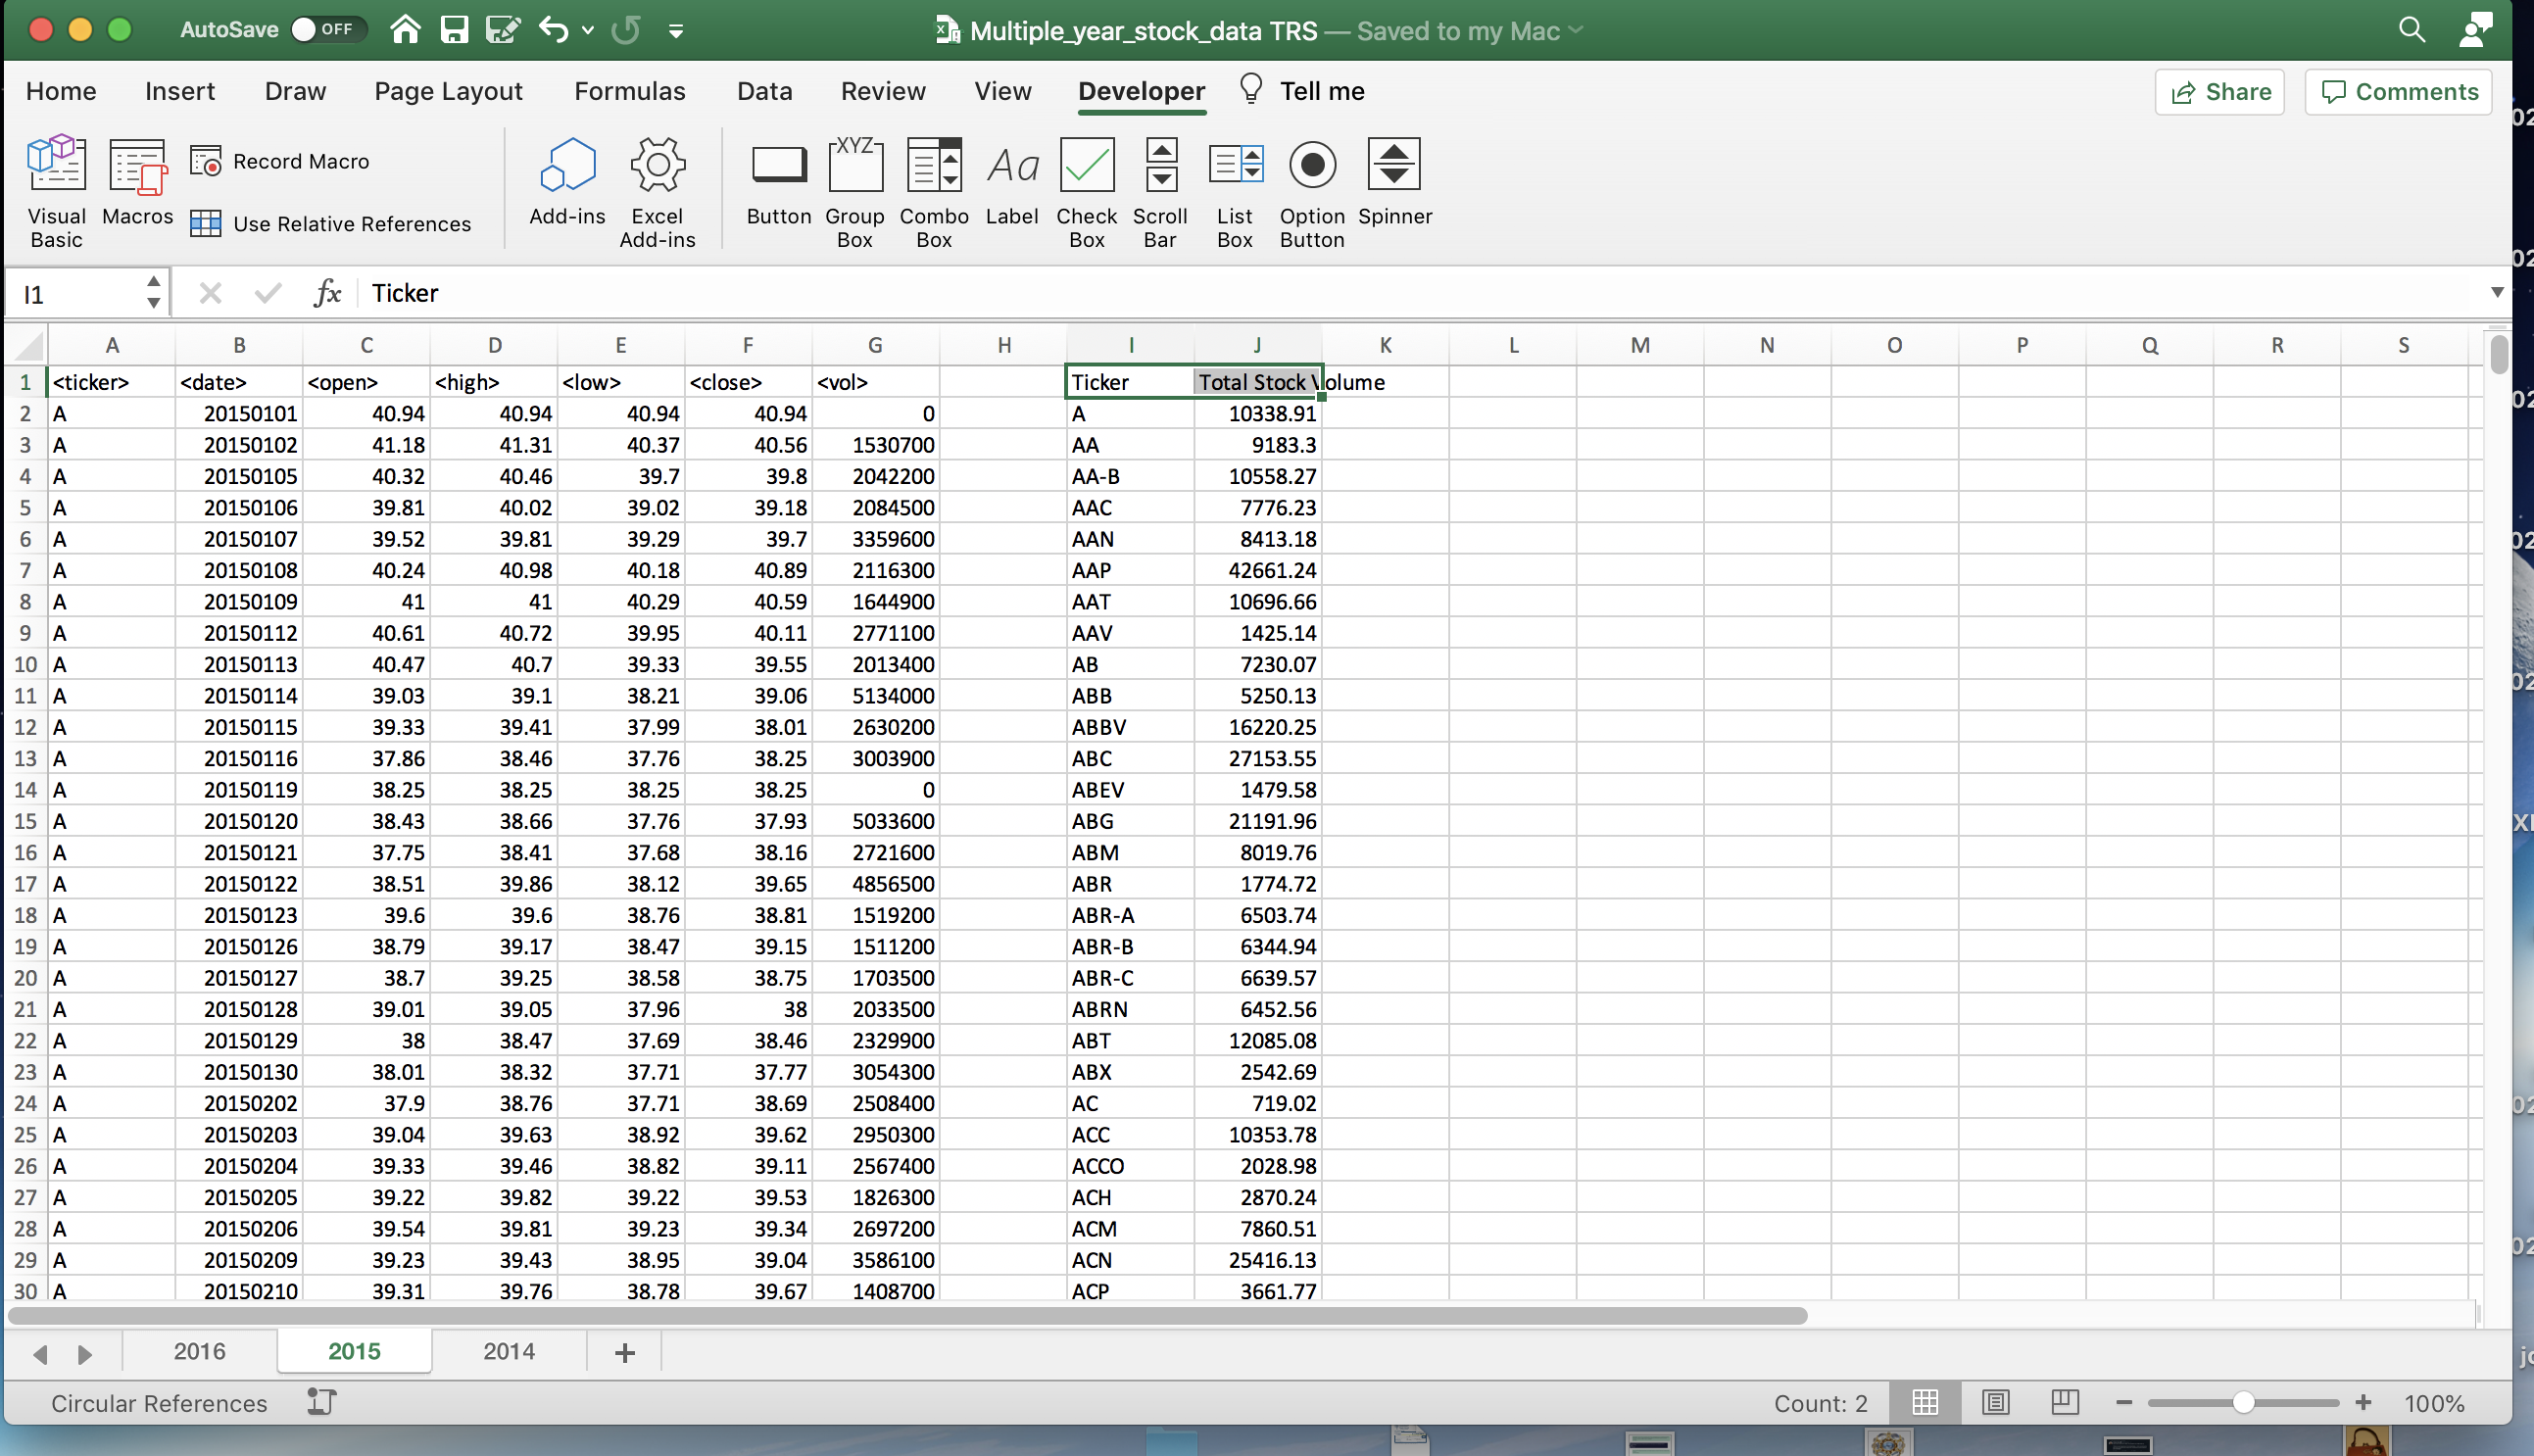 AutoSave OFF Multiple_year_stock_data TRS — Saved to my Mac
Home Insert Draw Page Layout Formulas Data Review View Developer Tell me Share Comments
Visual Basic Macros Record Macro Use Relative References Add-ins Excel Add-ins Button XYZ Group Box Combo Box Aa Label Check Box Scroll Bar List Box Option Button Spinner
I1 fx Ticker
A B C D E F G H I J K L M N O P Q R S
1 <ticker> <date> <open> <high> <low> <close> <vol> Ticker Total Stock Volume
2 A 20150101 40.94 40.94 40.94 40.94 0 A 10338.91
3 A 20150102 41.18 41.31 40.37 40.56 1530700 AA 9183.3
4 A 20150105 40.32 40.46 39.7 39.8 2042200 AA-B 10558.27
5 A 20150106 39.81 40.02 39.02 39.18 2084500 AAC 7776.23
6 A 20150107 39.52 39.81 39.29 39.7 3359600 AAN 8413.18
7 A 20150108 40.24 40.98 40.18 40.89 2116300 AAP 42661.24
8 A 20150109 41 41 40.29 40.59 1644900 AAT 10696.66
9 A 20150112 40.61 40.72 39.95 40.11 2771100 AAV 1425.14
10 A 20150113 40.47 40.7 39.33 39.55 2013400 AB 7230.07
11 A 20150114 39.03 39.1 38.21 39.06 5134000 ABB 5250.13
12 A 20150115 39.33 39.41 37.99 38.01 2630200 ABBV 16220.25
13 A 20150116 37.86 38.46 37.76 38.25 3003900 ABC 27153.55
14 A 20150119 38.25 38.25 38.25 38.25 0 ABEV 1479.58
15 A 20150120 38.43 38.66 37.76 37.93 5033600 ABG 21191.96
16 A 20150121 37.75 38.41 37.68 38.16 2721600 ABM 8019.76
17 A 20150122 38.51 39.86 38.12 39.65 4856500 ABR 1774.72
18 A 20150123 39.6 39.6 38.76 38.81 1519200 ABR-A 6503.74
19 A 20150126 38.79 39.17 38.47 39.15 1511200 ABR-B 6344.94
20 A 20150127 38.7 39.25 38.58 38.75 1703500 ABR-C 6639.57
21 A 20150128 39.01 39.05 37.96 38 2033500 ABRN 6452.56
22 A 20150129 38 38.47 37.69 38.46 2329900 ABT 12085.08
23 A 20150130 38.01 38.32 37.71 37.77 3054300 ABX 2542.69
24 A 20150202 37.9 38.76 37.71 38.69 2508400 AC 719.02
25 A 20150203 39.04 39.63 38.92 39.62 2950300 ACC 10353.78
26 A 20150204 39.33 39.46 38.82 39.11 2567400 ACCO 2028.98
27 A 20150205 39.22 39.82 39.22 39.53 1826300 ACH 2870.24
28 A 20150206 39.54 39.81 39.23 39.34 2697200 ACM 7860.51
29 A 20150209 39.23 39.43 38.95 39.04 3586100 ACN 25416.13
30 A 20150210 39.31 39.76 38.78 39.67 1408700 ACP 3661.77
2016 2015 2014 +
Circular References Count: 2 100%